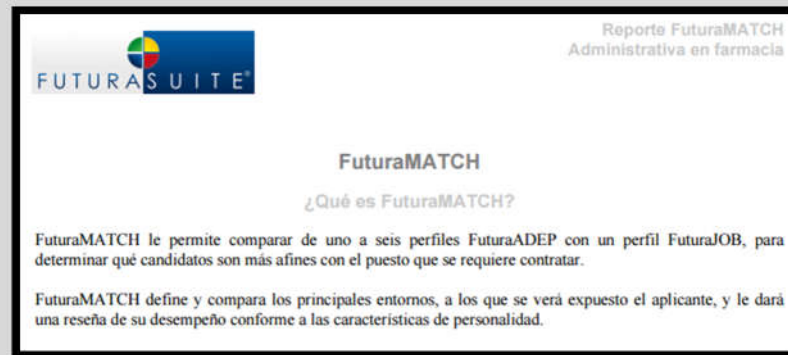 Reporte FuturaMATCH
Administrativa en farmacia
FUTURASUITE®
FuturaMATCH
¿Qué es FuturaMATCH?
FuturaMATCH le permite comparar de uno a seis perfiles FuturaADEP con un perfil FuturaJOB, para
determinar qué candidatos son más afines con el puesto que se requiere contratar.
FuturaMATCH define y compara los principales entornos, a los que se verá expuesto el aplicante, y le dará
una reseña de su desempeño conforme a las características de personalidad.